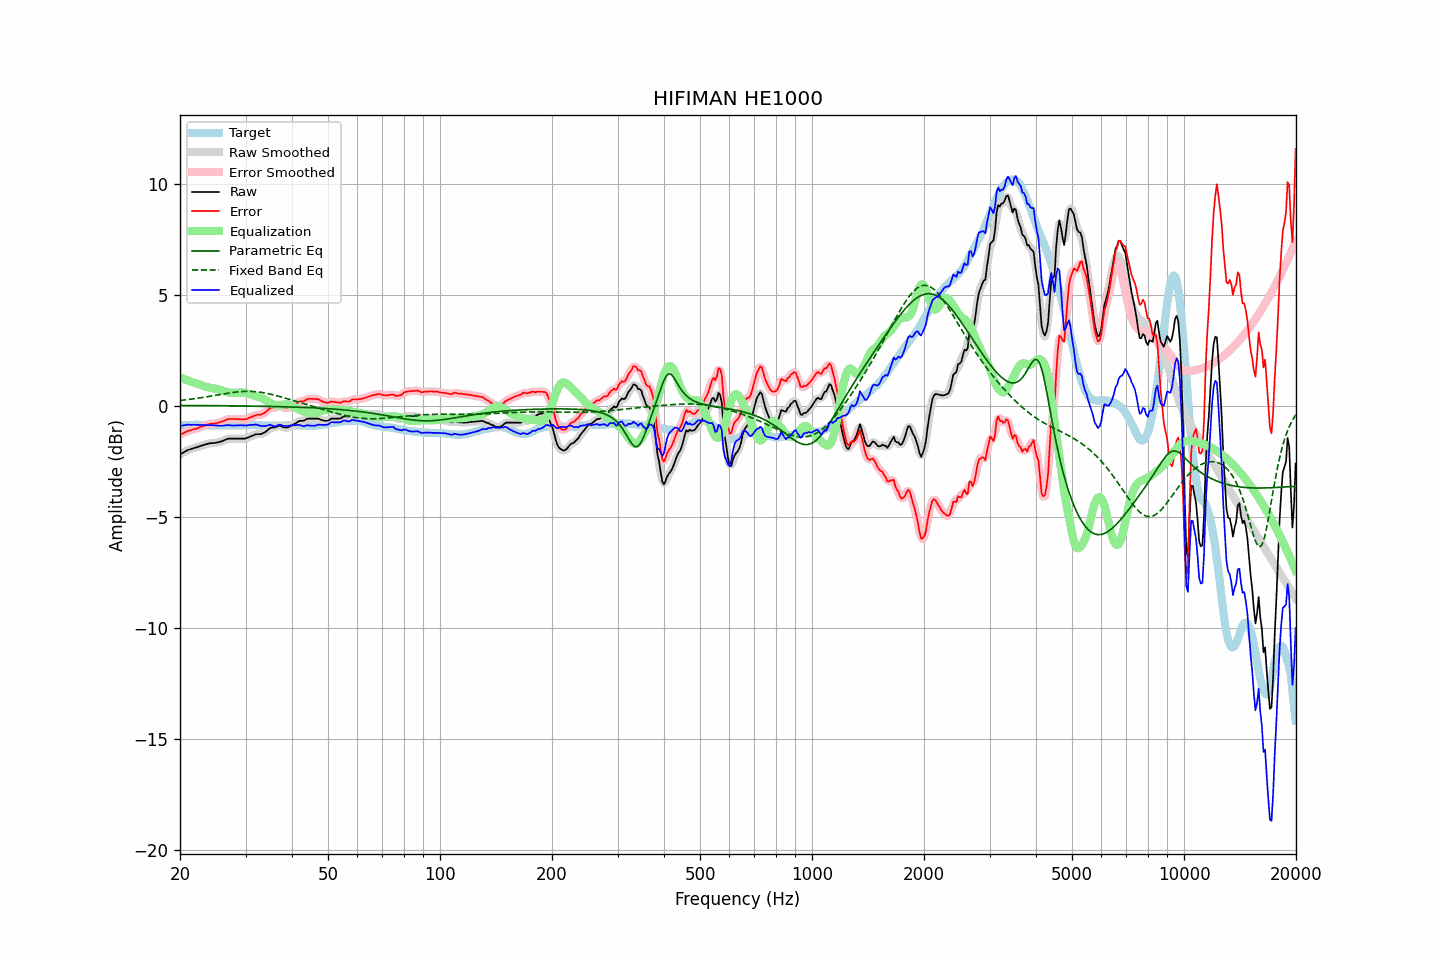 HIFIMAN HE1000
Target
Raw Smoothed
Error Smoothed
Raw
Error
Equalization
Parametric Eq
Fixed Band Eq
Equalized
Amplitude (dBr)
10
5
0
−5
−10
−15
−20
20 50 100 200 500 1000 2000 5000 10000 20000
Frequency (Hz)